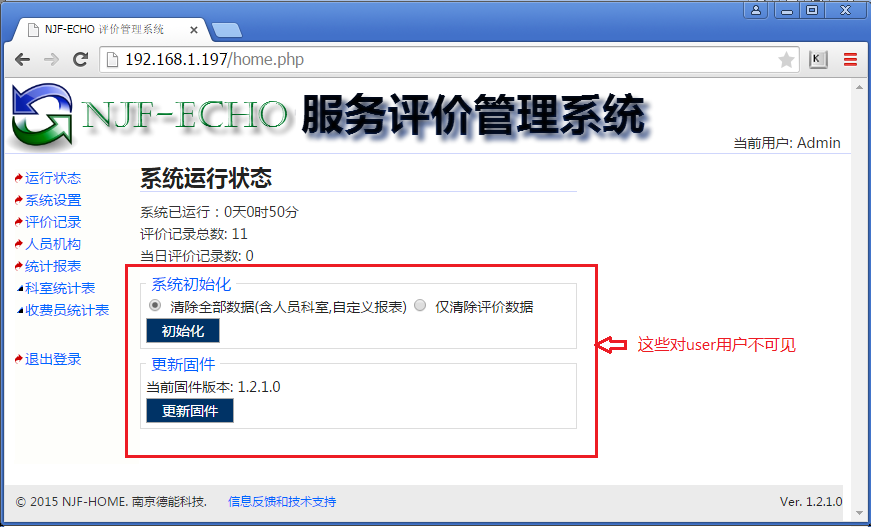 NJF-ECHO 评价管理系统
192.168.1.197/home.php
K
NJF-ECHO 服务评价管理系统
当前用户: Admin
运行状态
系统设置
评价记录
人员机构
统计报表
科室统计表
收费员统计表
退出登录
系统运行状态
系统已运行：0天0时50分
评价记录总数: 11
当日评价记录数: 0
系统初始化
清除全部数据(含人员科室,自定义报表) 仅清除评价数据
初始化
更新固件
当前固件版本: 1.2.1.0
更新固件
这些对user用户不可见
© 2015 NJF-HOME. 南京德能科技. 信息反馈和技术支持 Ver. 1.2.1.0